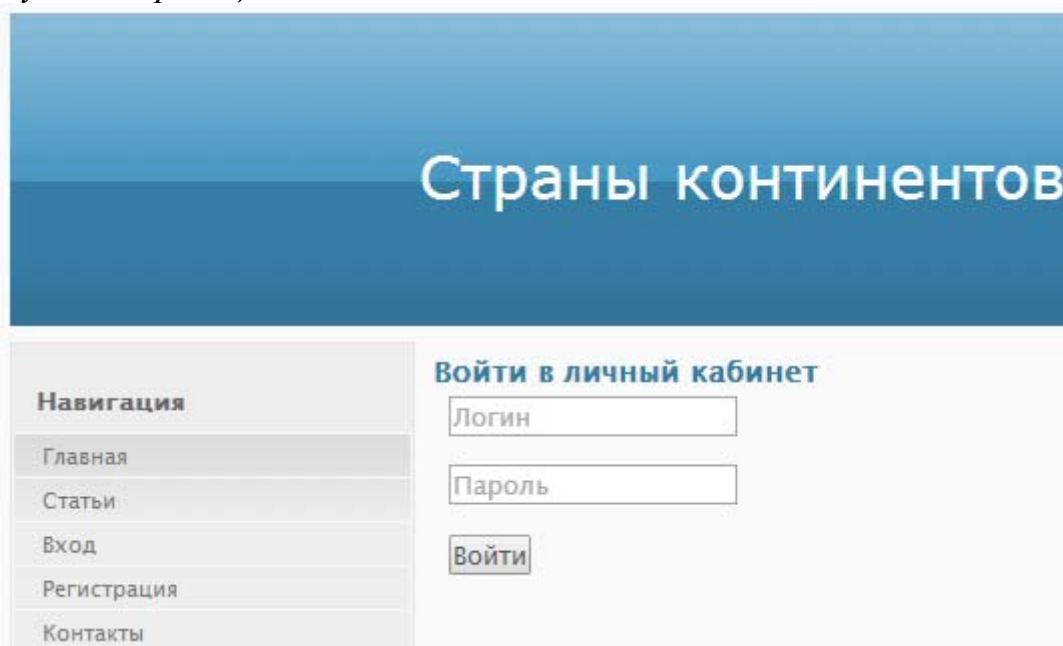 Страны континентов
Навигация
Главная
Статьи
Вход
Регистрация
Контакты
Войти в личный кабинет
Логин
Пароль
Войти